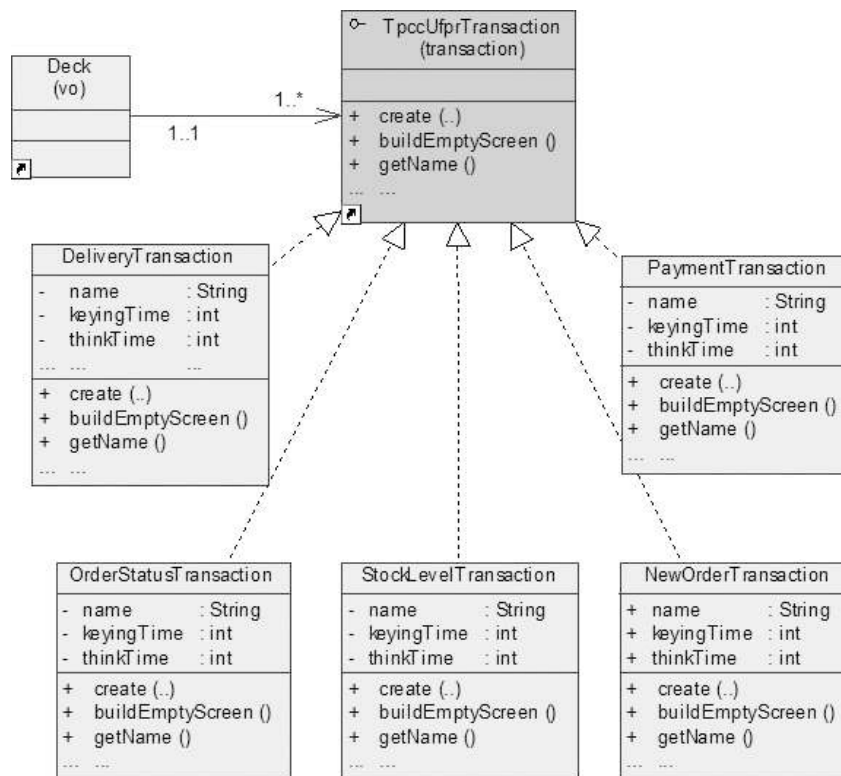 TpccUfprTransaction
(transaction)
+ create (..)
+ buildEmptyScreen ()
+ getName ()
... ...
Deck
(vo)
1..1
1..*
DeliveryTransaction
- name : String
- keyingTime : int
- thinkTime : int
... ... ...
+ create (..)
+ buildEmptyScreen ()
+ getName ()
... ...
PaymentTransaction
- name : String
- keyingTime : int
- thinkTime : int
+ create (..)
+ buildEmptyScreen ()
+ getName ()
... ...
OrderStatusTransaction
- name : String
- keyingTime : int
- thinkTime : int
+ create (..)
+ buildEmptyScreen ()
+ getName ()
... ...
StockLevelTransaction
- name : String
- keyingTime : int
- thinkTime : int
+ create (..)
+ buildEmptyScreen ()
+ getName ()
... ...
NewOrderTransaction
+ name : String
+ keyingTime : int
+ thinkTime : int
+ create (..)
+ buildEmptyScreen ()
+ getName ()
... ...